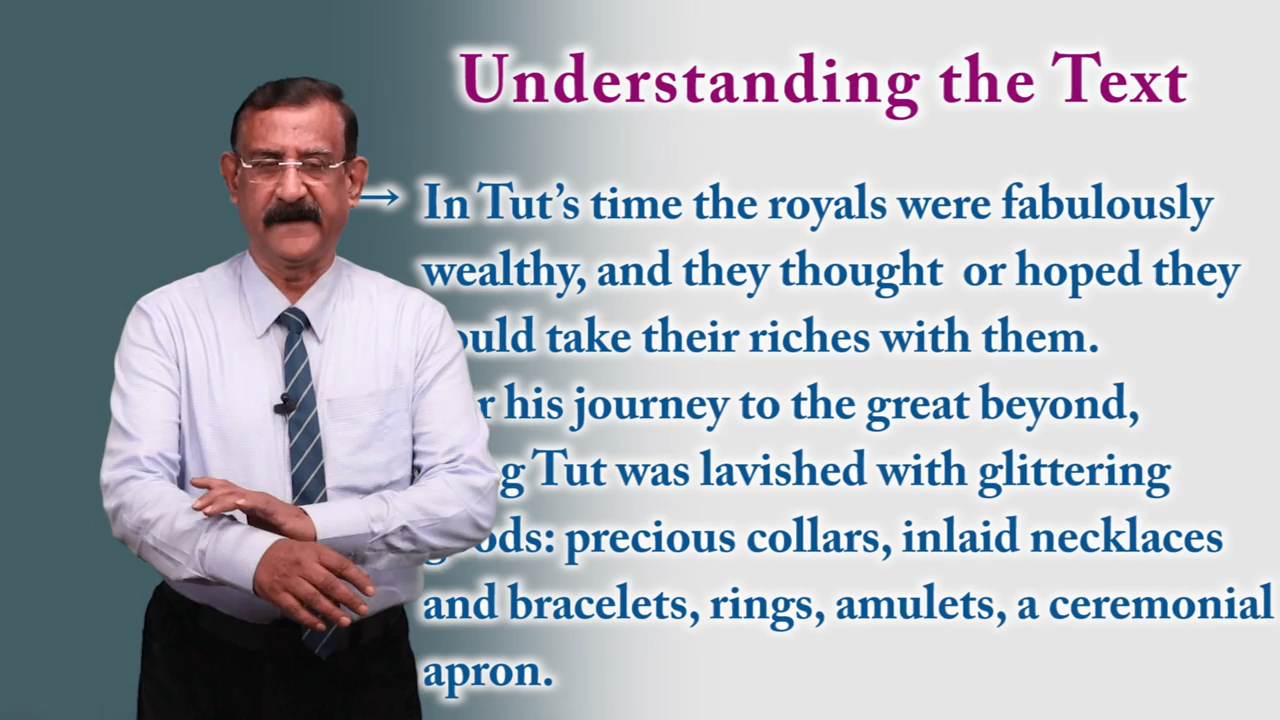 Understanding the Text
→ In Tut’s time the royals were fabulously
wealthy, and they thought or hoped they
ould take their riches with them.
r his journey to the great beyond,
g Tut was lavished with glittering
goods: precious collars, inlaid necklaces
and bracelets, rings, amulets, a ceremonial
apron.